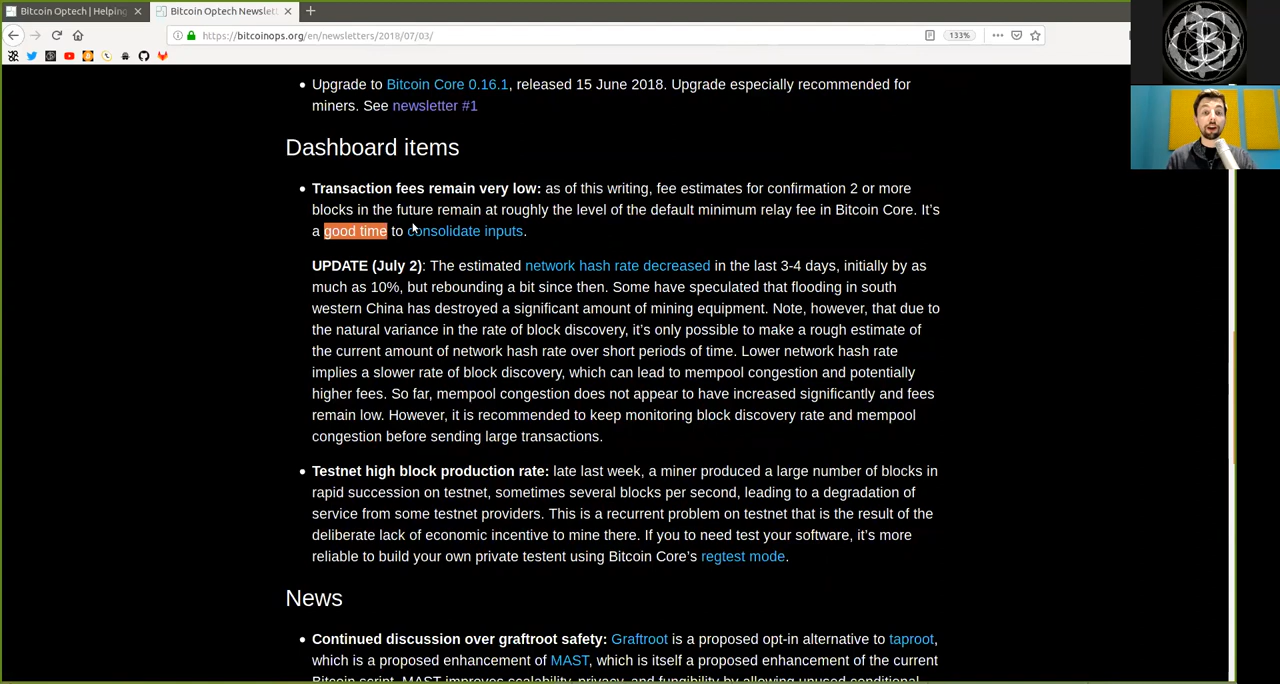 Bitcoin Optech | Helping
Bitcoin Optech Newslett
https://bitcoinops.org/en/newsletters/2018/07/03/
133%
• Upgrade to Bitcoin Core 0.16.1, released 15 June 2018. Upgrade especially recommended for
miners. See newsletter #1
Dashboard items
• Transaction fees remain very low: as of this writing, fee estimates for confirmation 2 or more
blocks in the future remain at roughly the level of the default minimum relay fee in Bitcoin Core. It's
a good time to consolidate inputs.
UPDATE (July 2): The estimated network hash rate decreased in the last 3-4 days, initially by as
much as 10%, but rebounding a bit since then. Some have speculated that flooding in south
western China has destroyed a significant amount of mining equipment. Note, however, that due to
the natural variance in the rate of block discovery, it's only possible to make a rough estimate of
the current amount of network hash rate over short periods of time. Lower network hash rate
implies a slower rate of block discovery, which can lead to mempool congestion and potentially
higher fees. So far, mempool congestion does not appear to have increased significantly and fees
remain low. However, it is recommended to keep monitoring block discovery rate and mempool
congestion before sending large transactions.
• Testnet high block production rate: late last week, a miner produced a large number of blocks in
rapid succession on testnet, sometimes several blocks per second, leading to a degradation of
service from some testnet providers. This is a recurrent problem on testnet that is the result of the
deliberate lack of economic incentive to mine there. If you to need test your software, it's more
reliable to build your own private testent using Bitcoin Core's regtest mode.
News
• Continued discussion over graftroot safety: Graftroot is a proposed opt-in alternative to taproot,
which is a proposed enhancement of MAST, which is itself a proposed enhancement of the current
Bitcoin script. MAST improves scalability, privacy, and fungibility by allowing unused conditional